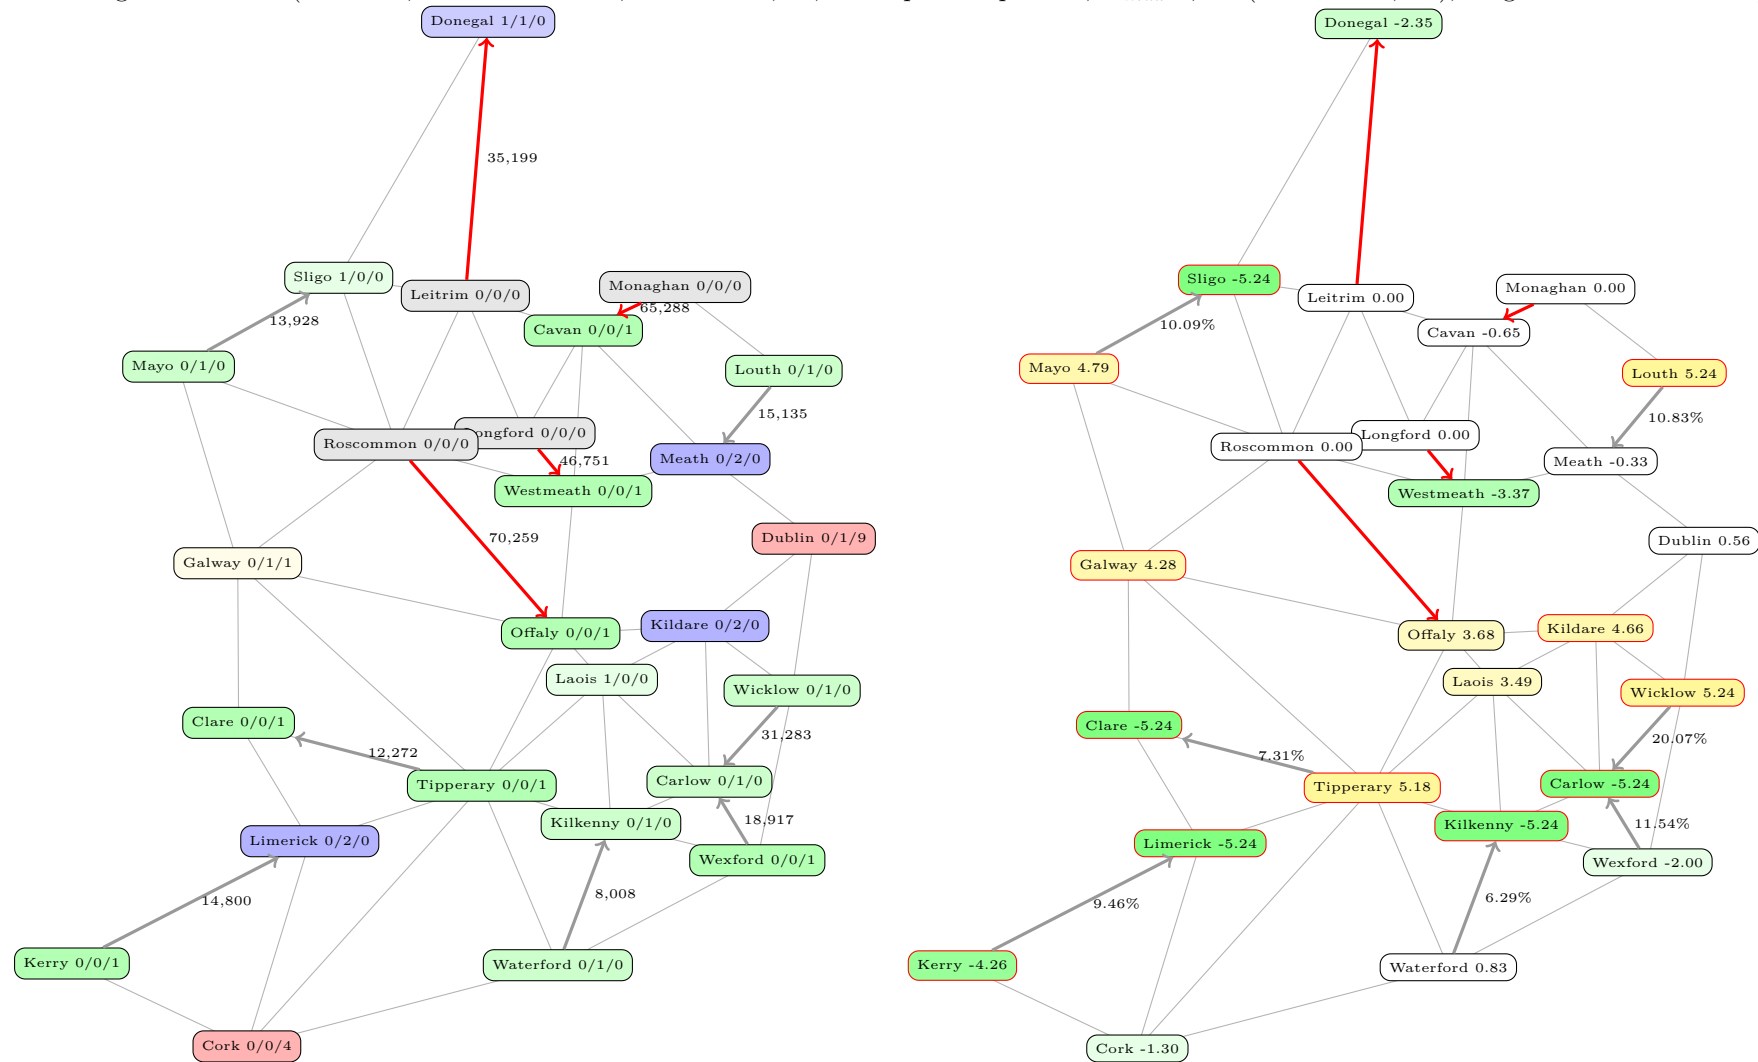 Donegal 1/1/0
35,199
Sligo 1/0/0
Leitrim 0/0/0
Monaghan 0/0/0
65,288
13,928
Cavan 0/0/1
Mayo 0/1/0
Louth 0/1/0
15,135
Roscommon 0/0/0
Longford 0/0/0
46,751
Meath 0/2/0
Westmeath 0/0/1
70,259
Dublin 0/1/9
Galway 0/1/1
Offaly 0/0/1
Kildare 0/2/0
Laois 1/0/0
Wicklow 0/1/0
Clare 0/0/1
12,272
31,283
Tipperary 0/0/1
Carlow 0/1/0
Kilkenny 0/1/0
18,917
Limerick 0/2/0
Wexford 0/0/1
14,800
8,008
Kerry 0/0/1
Waterford 0/1/0
Cork 0/0/4
Donegal -2.35
Sligo -5.24
Leitrim 0.00
Monaghan 0.00
10.09%
Cavan -0.65
Mayo 4.79
Louth 5.24
10.83%
Roscommon 0.00
Longford 0.00
Meath -0.33
Westmeath -3.37
Dublin 0.56
Galway 4.28
Offaly 3.68
Kildare 4.66
Laois 3.49
Wicklow 5.24
Clare -5.24
7.31%
20.07%
Tipperary 5.18
Carlow -5.24
Kilkenny -5.24
11.54%
Limerick -5.24
Wexford -2.00
9.46%
6.29%
Kerry -4.26
Waterford 0.83
Cork -1.30